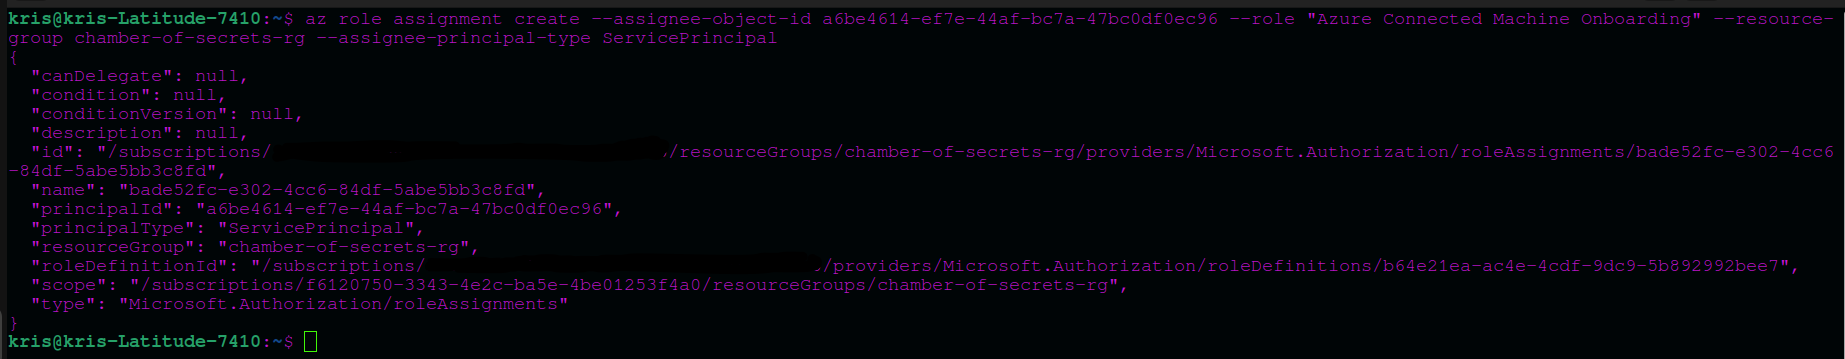 kris@kris-Latitude-7410:~$ az role assignment create --assignee-object-id a6be4614-ef7e-44af-bc7a-47bc0df0ec96 --role "Azure Connected Machine Onboarding" --resource-
group chamber-of-secrets-rg --assignee-principal-type ServicePrincipal
{
  "canDelegate": null,
  "condition": null,
  "conditionVersion": null,
  "description": null,
  "id": "/subscriptions/ /resourceGroups/chamber-of-secrets-rg/providers/Microsoft.Authorization/roleAssignments/bade52fc-e302-4cc6
-84df-5abe5bb3c8fd",
  "name": "bade52fc-e302-4cc6-84df-5abe5bb3c8fd",
  "principalId": "a6be4614-ef7e-44af-bc7a-47bc0df0ec96",
  "principalType": "ServicePrincipal",
  "resourceGroup": "chamber-of-secrets-rg",
  "roleDefinitionId": "/subscriptions/ /providers/Microsoft.Authorization/roleDefinitions/b64e21ea-ac4e-4cdf-9dc9-5b892992bee7",
  "scope": "/subscriptions/f6120750-3343-4e2c-ba5e-4be01253f4a0/resourceGroups/chamber-of-secrets-rg",
  "type": "Microsoft.Authorization/roleAssignments"
}
kris@kris-Latitude-7410:~$